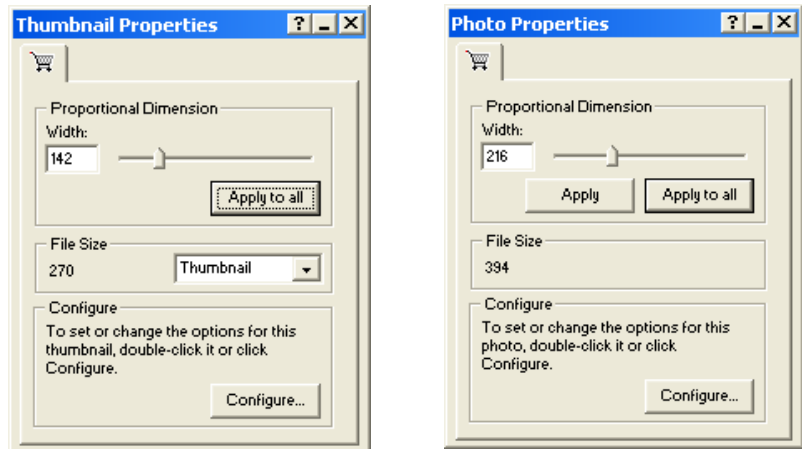 Thumbnail Properties
Proportional Dimension
Width:
142
Apply to all
File Size
270
Thumbnail
Configure
To set or change the options for this
thumbnail, double-click it or click
Configure.
Configure...
Photo Properties
Proportional Dimension
Width:
216
Apply
Apply to all
File Size
394
Configure
To set or change the options for this
photo, double-click it or click
Configure.
Configure...